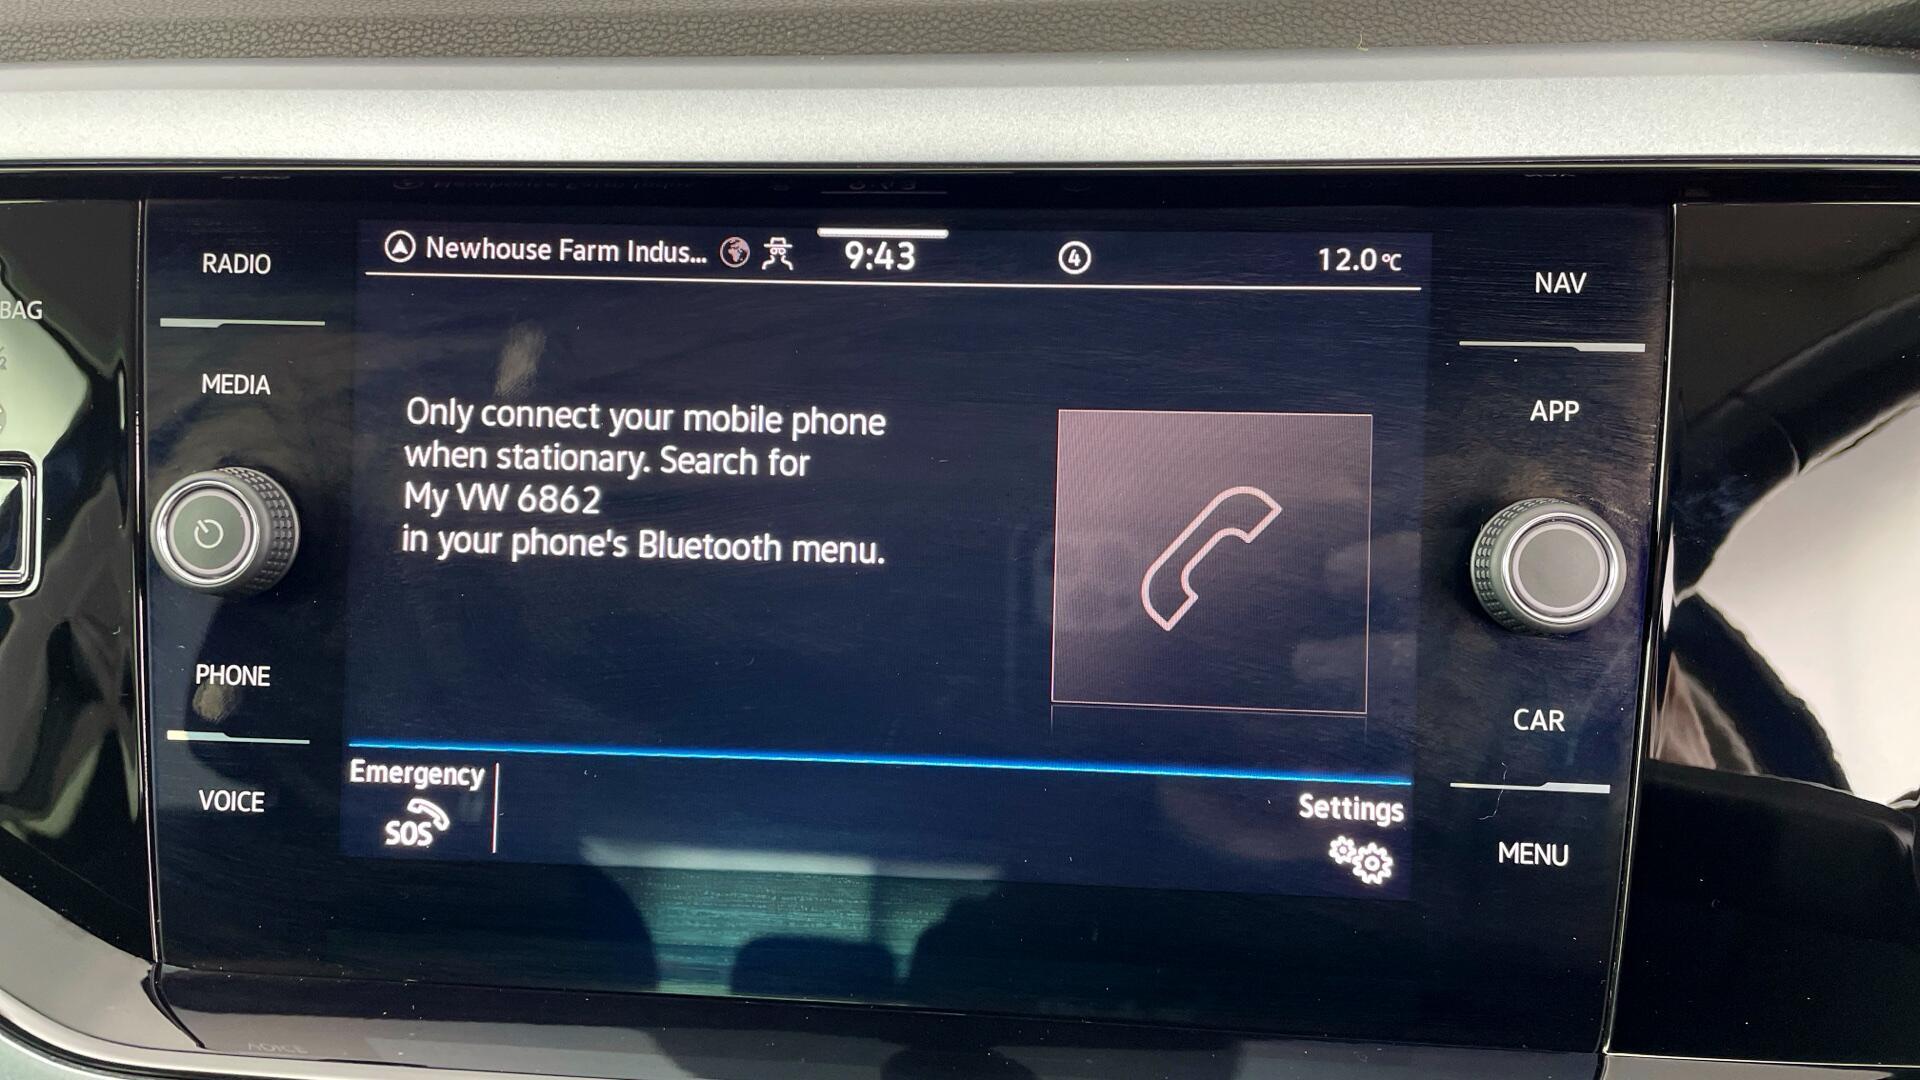 Newhouse Farm Indus... 9:43 4 12.0°C
RADIO
MEDIA
PHONE
VOICE
BAG
Only connect your mobile phone
when stationary. Search for
My VW 6862
in your phone's Bluetooth menu.
Emergency
SOS
Settings
NAV
APP
CAR
MENU